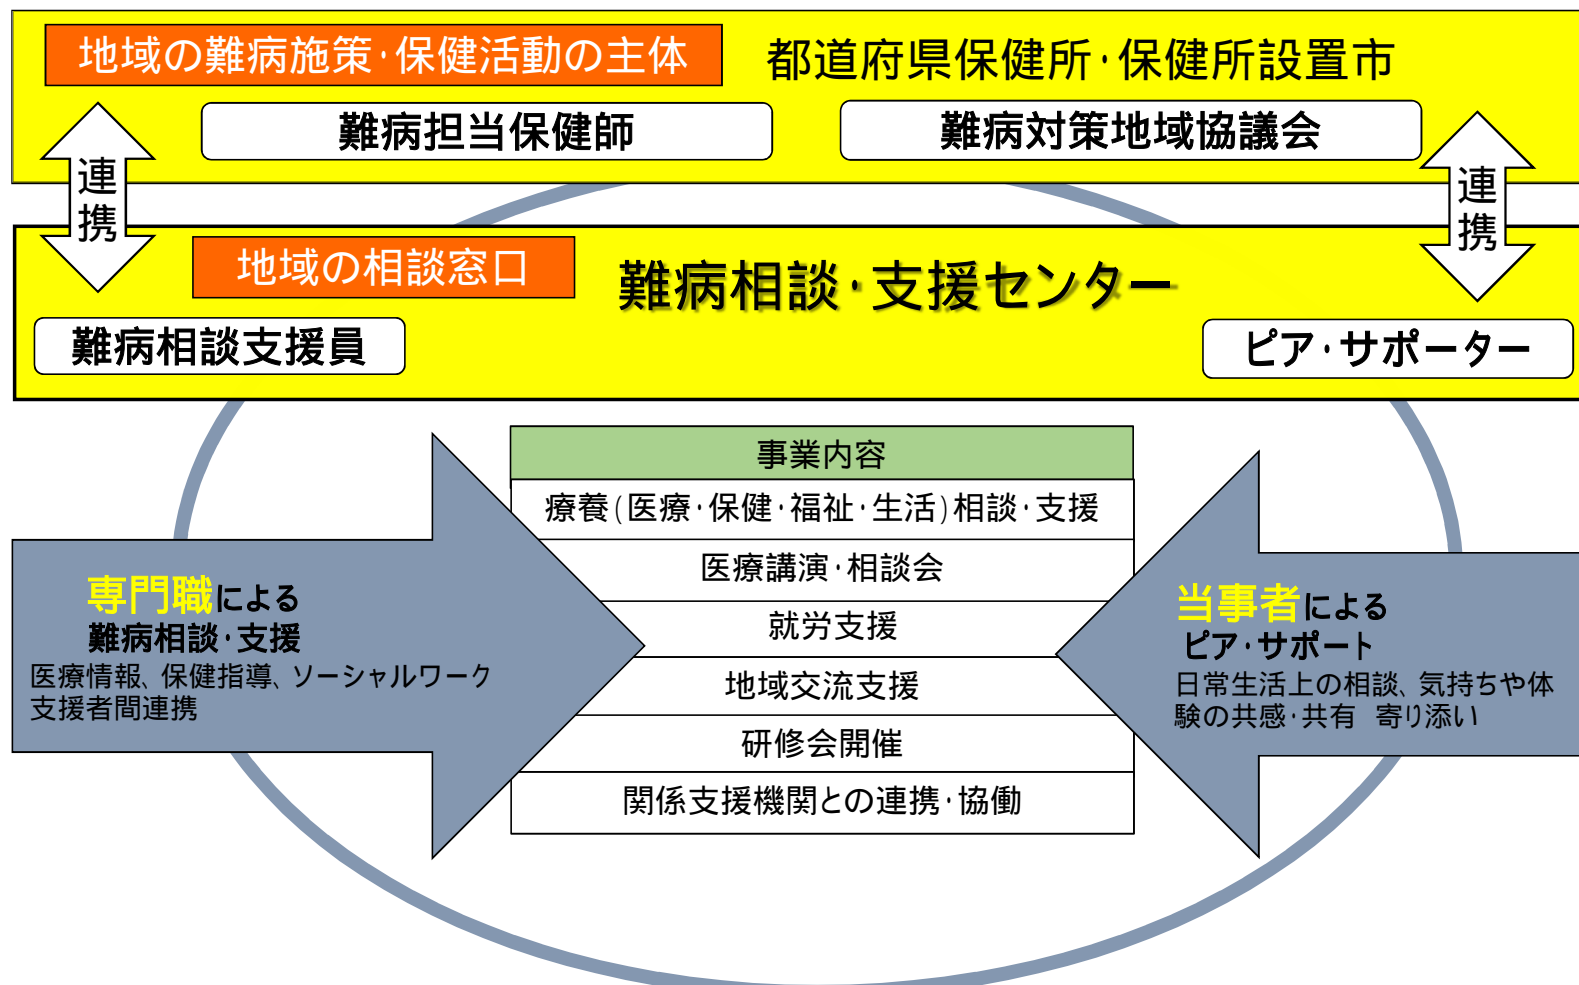 地域の難病施策・保健活動の主体
都道府県保健所・保健所設置市
難病担当保健師
難病対策地域協議会
連携
連携
地域の相談窓口
難病相談・支援センター
難病相談支援員
ピア・サポーター
事業内容
療養(医療・保健・福祉・生活)相談・支援
医療講演・相談会
就労支援
地域交流支援
研修会開催
関係支援機関との連携・協働
専門職による
難病相談・支援
医療情報、保健指導、ソーシャルワーク
支援者間連携
当事者による
ピア・サポート
日常生活上の相談、気持ちや体
験の共感・共有　寄り添い